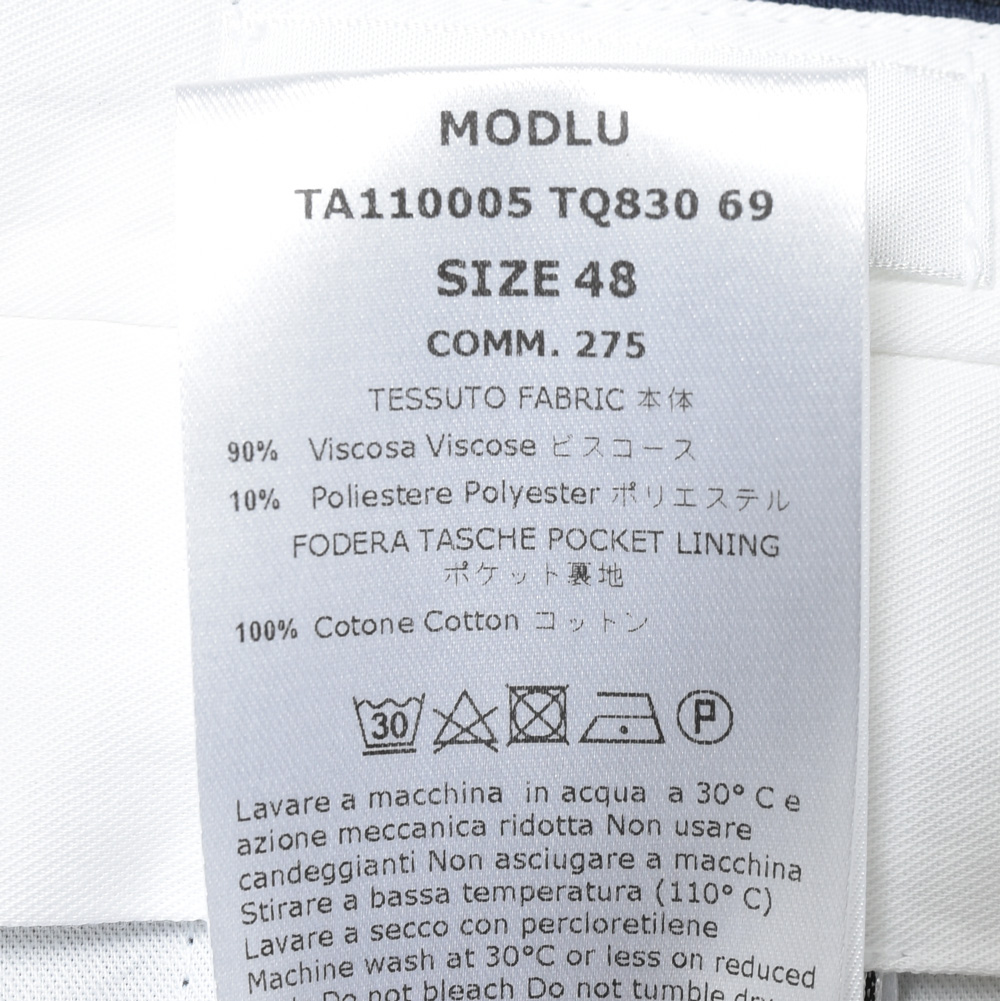 MODLU
TA110005 TQ830 69
SIZE 48
COMM. 275
TESSUTO FABRIC 本体
90% Viscosa Viscose ビスコース
10% Poliestere Polyester ポリエステル
FODERA TASCHE POCKET LINING
ポケット裏地
100% Cotone Cotton コットン
30 P
Lavare a macchina in acqua a 30° C e
azione meccanica ridotta Non usare
candeggianti Non asciugare a macchina
Stirare a bassa temperatura (110° C)
Lavare a secco con percloretilene
Machine wash at 30°C or less on reduced
Do not bleach Do not tumble dry